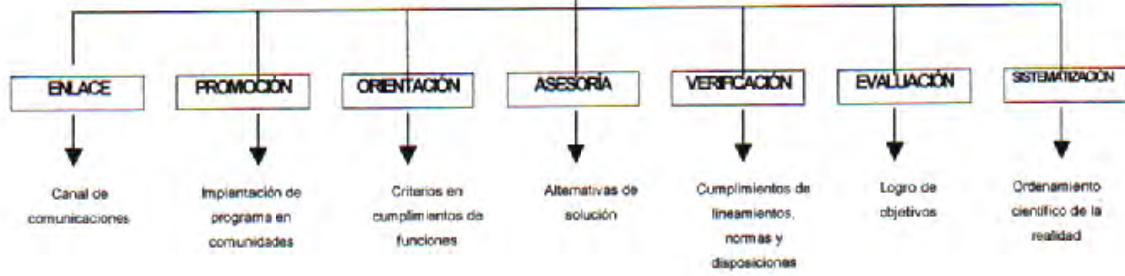 ENLACE
PROMOCIÓN
ORIENTACIÓN
ASESORÍA
VERIFICACIÓN
EVALUACIÓN
SISTEMATIZACIÓN
Canal de
comunicaciones
Implantación de
programa en
comunidades
Criterios en
cumplimientos de
funciones
Alternativas de
solución
Cumplimientos de
lineamientos,
normas y
disposiciones
Logro de
objetivos
Ordenamiento
científico de la
realidad